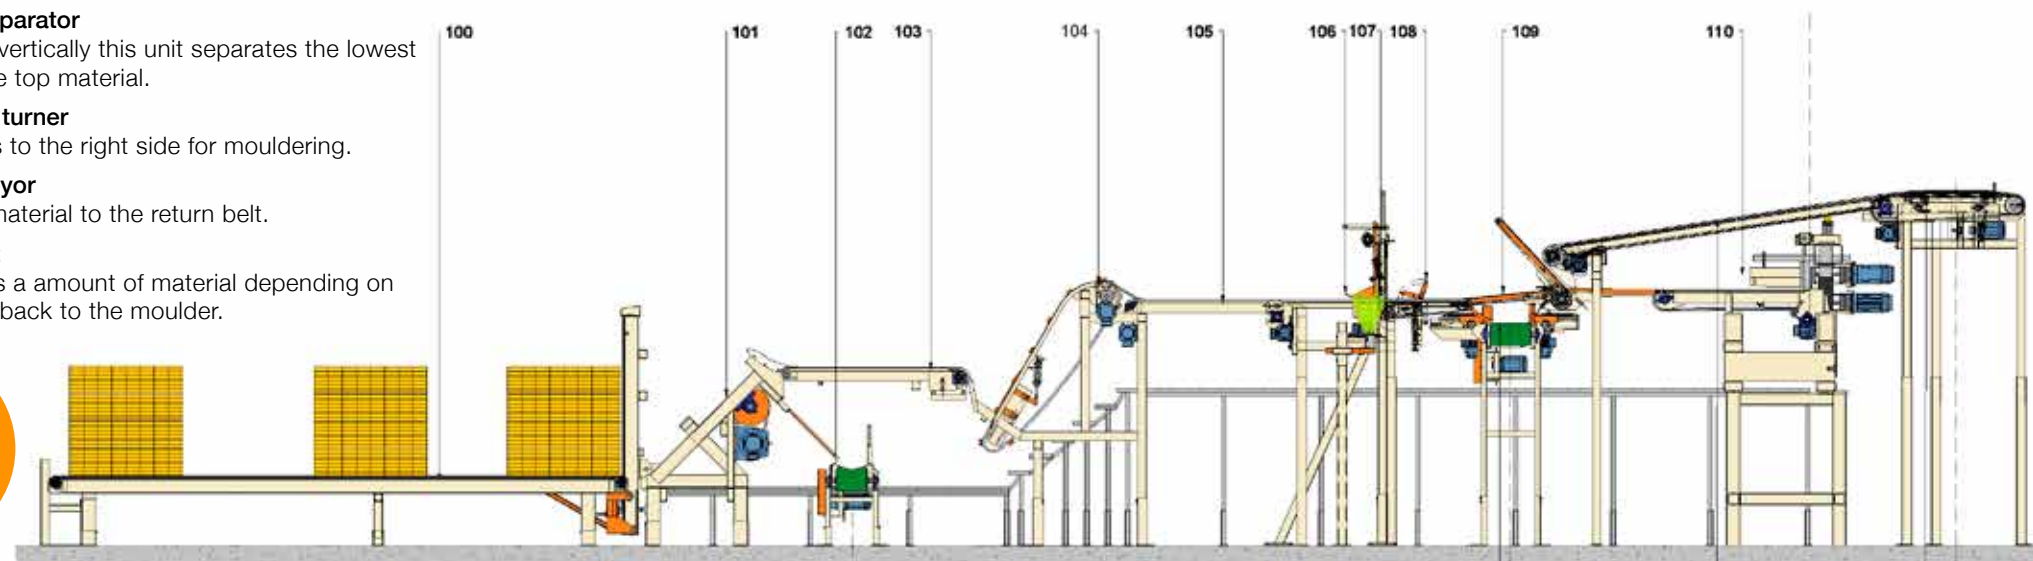 parator
vertically this unit separates the lowest
e top material.
turner
s to the right side for mouldering.
yor
naterial to the return belt.
s a amount of material depending on
back to the moulder.
100
101
102
103
104
105
106
107
108
109
110